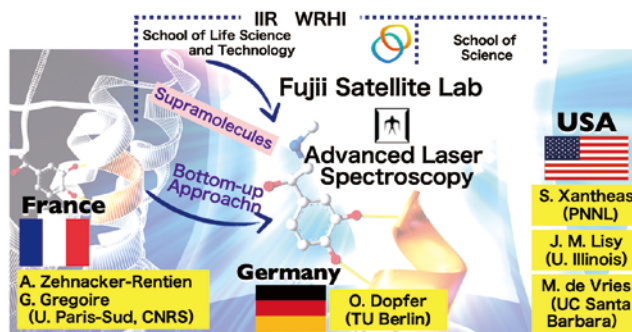 IIR WRHI
School of Life Science
and Technology
School of
Science
Fujii Satellite Lab
Supramolecules
Advanced Laser
Spectroscopy
Bottom-up
Approachn
USA
S. Xantheas
(PNNL)
J. M. Lisy
(U. Illinois)
M. de Vries
(UC Santa
Barbara)
France
A. Zehnacker-Rentien
G. Gregoire
(U. Paris-Sud, CNRS)
Germany
O. Dopfer
(TU Berlin)